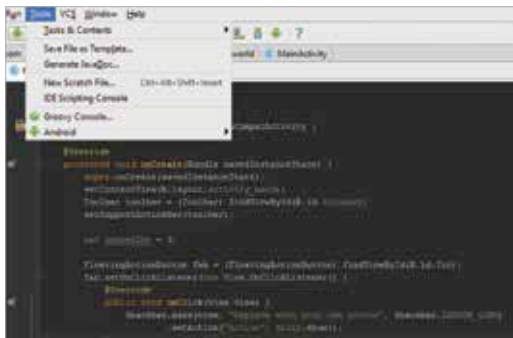 Run Tools VCS Window Help
Tasks & Contexts
Save File as Template...
Generate JavaDoc...
New Scratch File... Ctrl+Alt+Shift+Insert
IDE Scripting Console
Groovy Console...
Android
MainActivity
@Override
protected void onCreate(Bundle savedInstanceState) {
super.onCreate(savedInstanceState);
setContentView(R.layout.activity_main);
Toolbar toolbar = (Toolbar) findViewById(R.id.toolbar);
setSupportActionBar(toolbar);
FloatingActionButton fab = (FloatingActionButton) findViewById(R.id.fab);
fab.setOnClickListener(new View.OnClickListener() {
@Override
public void onClick(View view) {
Snackbar.make(view, "Replace with your own action", Snackbar.LENGTH_LONG)
.setAction("Action", null).show();